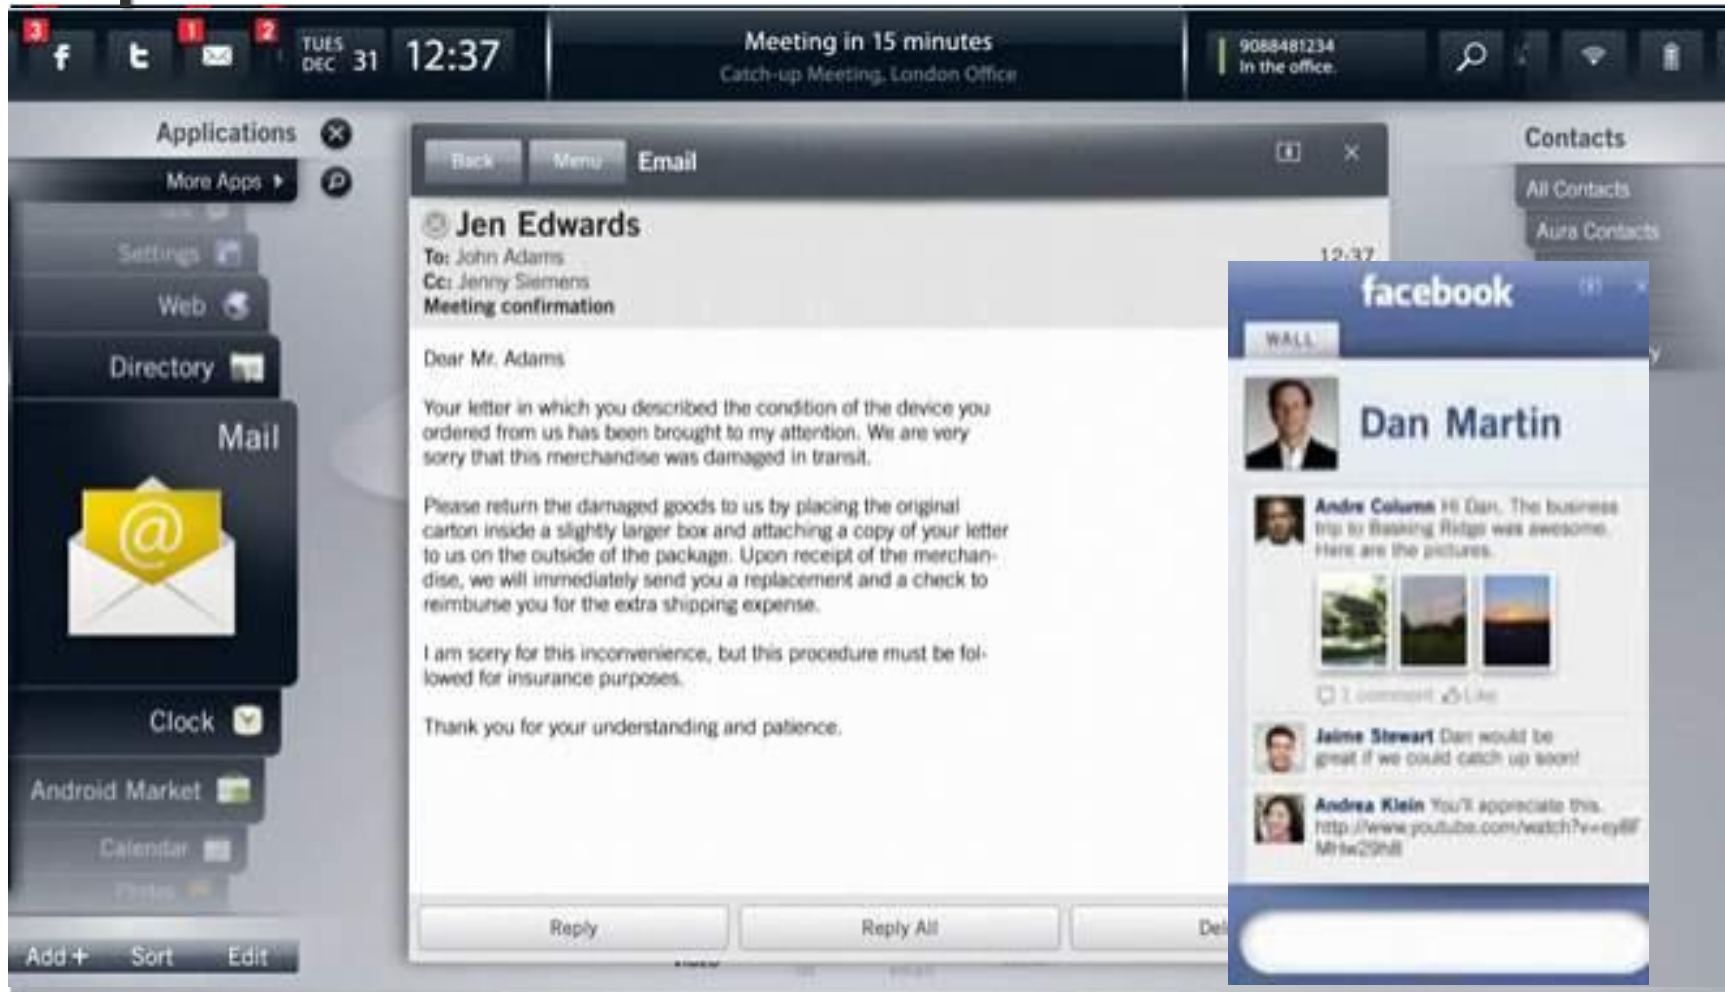 3
f
t
1
2
TUES
DEC 31
12:37
Meeting in 15 minutes
Catch-up Meeting, London Office
9088481234
In the office.
Applications
More Apps
Settings
Web
Directory
Mail
@
Clock
Android Market
Calendar
Photos
Add + Sort Edit
Back Menu Email
Jen Edwards
To: John Adams
12:37
Cc: Jenny Siemens
Meeting confirmation
Dear Mr. Adams
Your letter in which you described the condition of the device you
ordered from us has been brought to my attention. We are very
sorry that this merchandise was damaged in transit.
Please return the damaged goods to us by placing the original
carton inside a slightly larger box and attaching a copy of your letter
to us on the outside of the package. Upon receipt of the merchan-
dise, we will immediately send you a replacement and a check to
reimburse you for the extra shipping expense.
I am sorry for this inconvenience, but this procedure must be fol-
lowed for insurance purposes.
Thank you for your understanding and patience.
Reply Reply All Del
Contacts
All Contacts
Aura Contacts
facebook
WALL
Dan Martin
Andre Column Hi Dan. The business
trip to Basking Ridge was awesome.
Here are the pictures.
1 comment Like
Jaime Stewart Dan would be
great if we could catch up soon!
Andrea Klein You'll appreciate this.